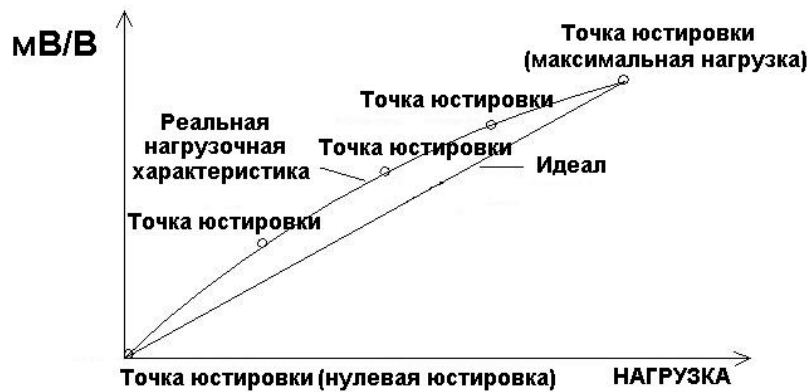 мВ/В
Точка юстировки
(максимальная нагрузка)
Точка юстировки
Реальная
нагрузочная
характеристика
Точка юстировки
Идеал
Точка юстировки
Точка юстировки (нулевая юстировка)
НАГРУЗКА